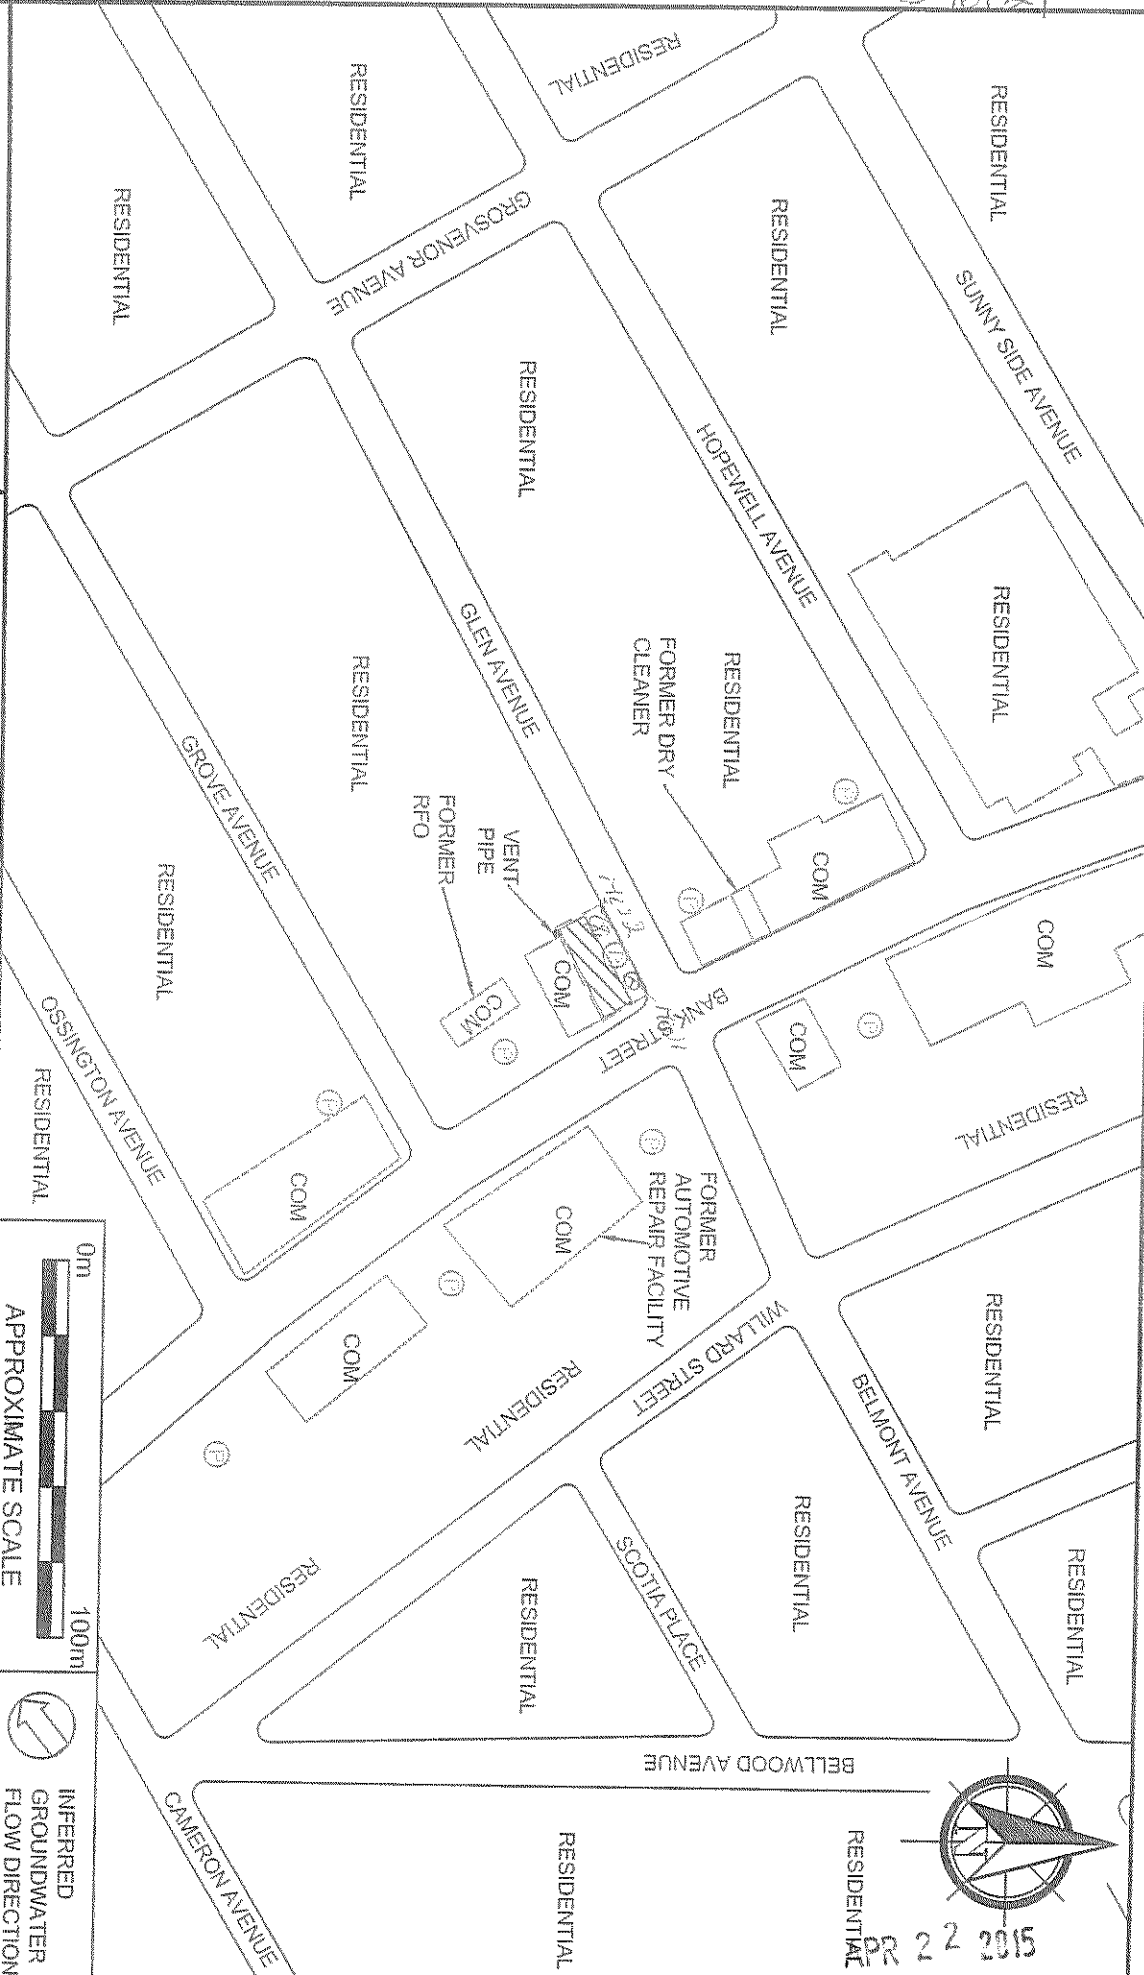 RESIDENTIAL
RESIDENTIAL
SUNNY SIDE AVENUE
RESIDENTIAL
COM
RESIDENTIAL
RESIDENTIAL
RESIDENTIAL
RESIDENTIAL
RESIDENTIAL
HOPEWELL AVENUE
RESIDENTIAL
COM
P
P
COM
BELMONT AVENUE
RESIDENTIAL
APR 22 2015
N
FORMER DRY
CLEANER
P
BANK STREET
FORMER
AUTOMOTIVE
REPAIR FACILITY
P
WILLARD STREET
RESIDENTIAL
SCOTIA PLACE
BELLWOOD AVENUE
GROSVENOR AVENUE
RESIDENTIAL
GLEN AVENUE
VENT
PIPE
COM
COM
RESIDENTIAL
RESIDENTIAL
RESIDENTIAL
RESIDENTIAL
RESIDENTIAL
FORMER
RFO
COM
P
P
COM
RESIDENTIAL
GROVE AVENUE
P
COM
P
RESIDENTIAL
CAMERON AVENUE
RESIDENTIAL
OSSINGTON AVENUE
RESIDENTIAL
0m
100m
APPROXIMATE SCALE
INFERRED
GROUNDWATER
FLOW DIRECTION